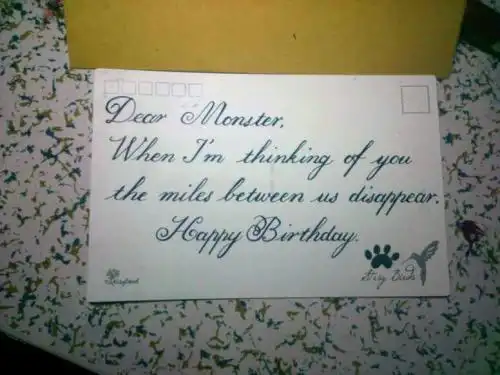 Dear Monster,
When I'm thinking of you
the miles between us disappear.
Happy Birthday.